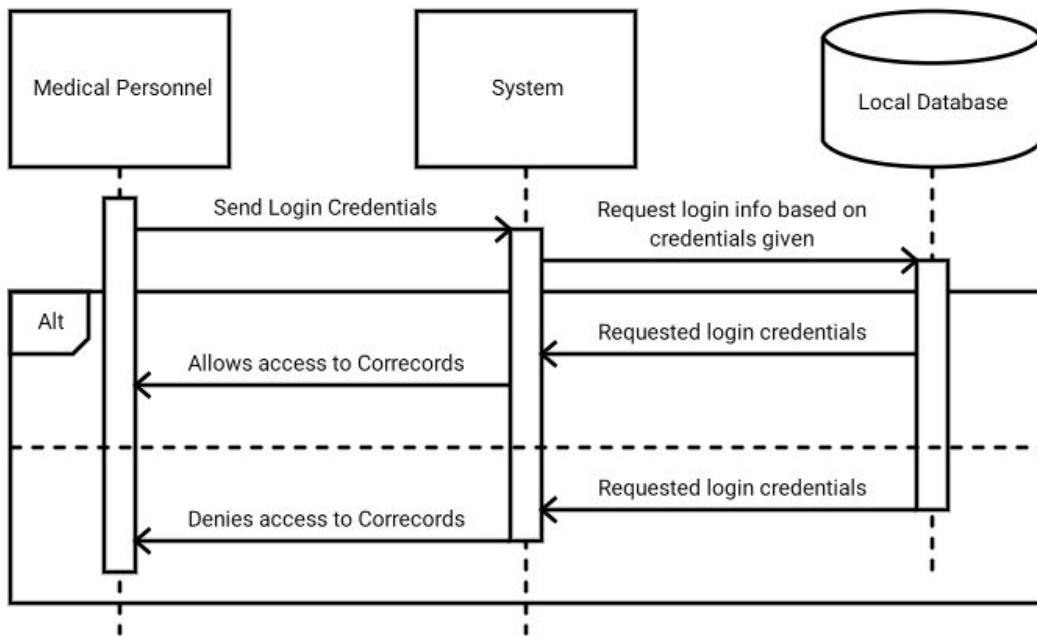 Medical Personnel
System
Local Database
Send Login Credentials
Request login info based on
credentials given
Alt
Requested login credentials
Allows access to Correcords
Requested login credentials
Denies access to Correcords